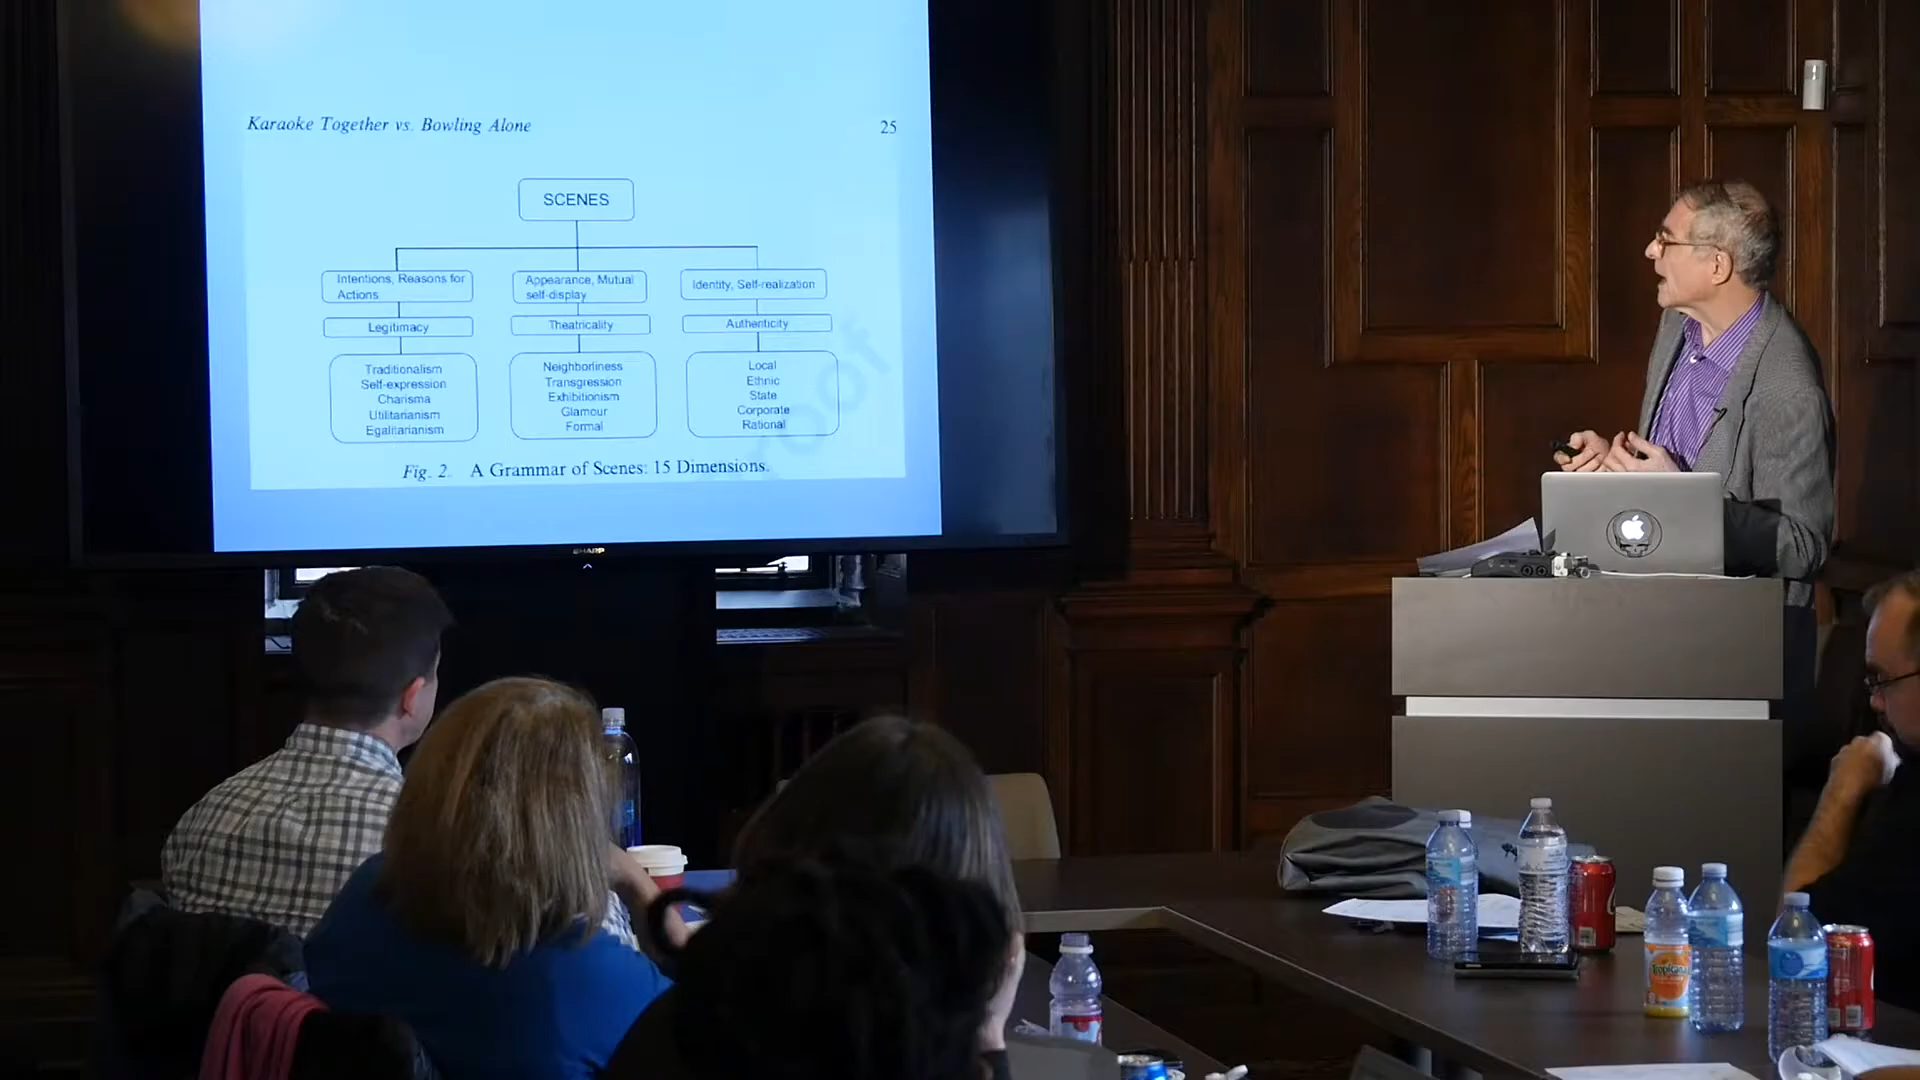 Karaoke Together vs. Bowling Alone
25
SCENES
Intentions, Reasons for
Actions
Appearance, Mutual
self-display
Identity, Self-realization
Legitimacy
Theatricality
Authenticity
Traditionalism
Self-expression
Charisma
Utilitarianism
Egalitarianism
Neighborliness
Transgression
Exhibitionism
Glamour
Formal
Local
Ethnic
State
Corporate
Rational
Fig. 2. A Grammar of Scenes: 15 Dimensions.
SHARP
Tropicana